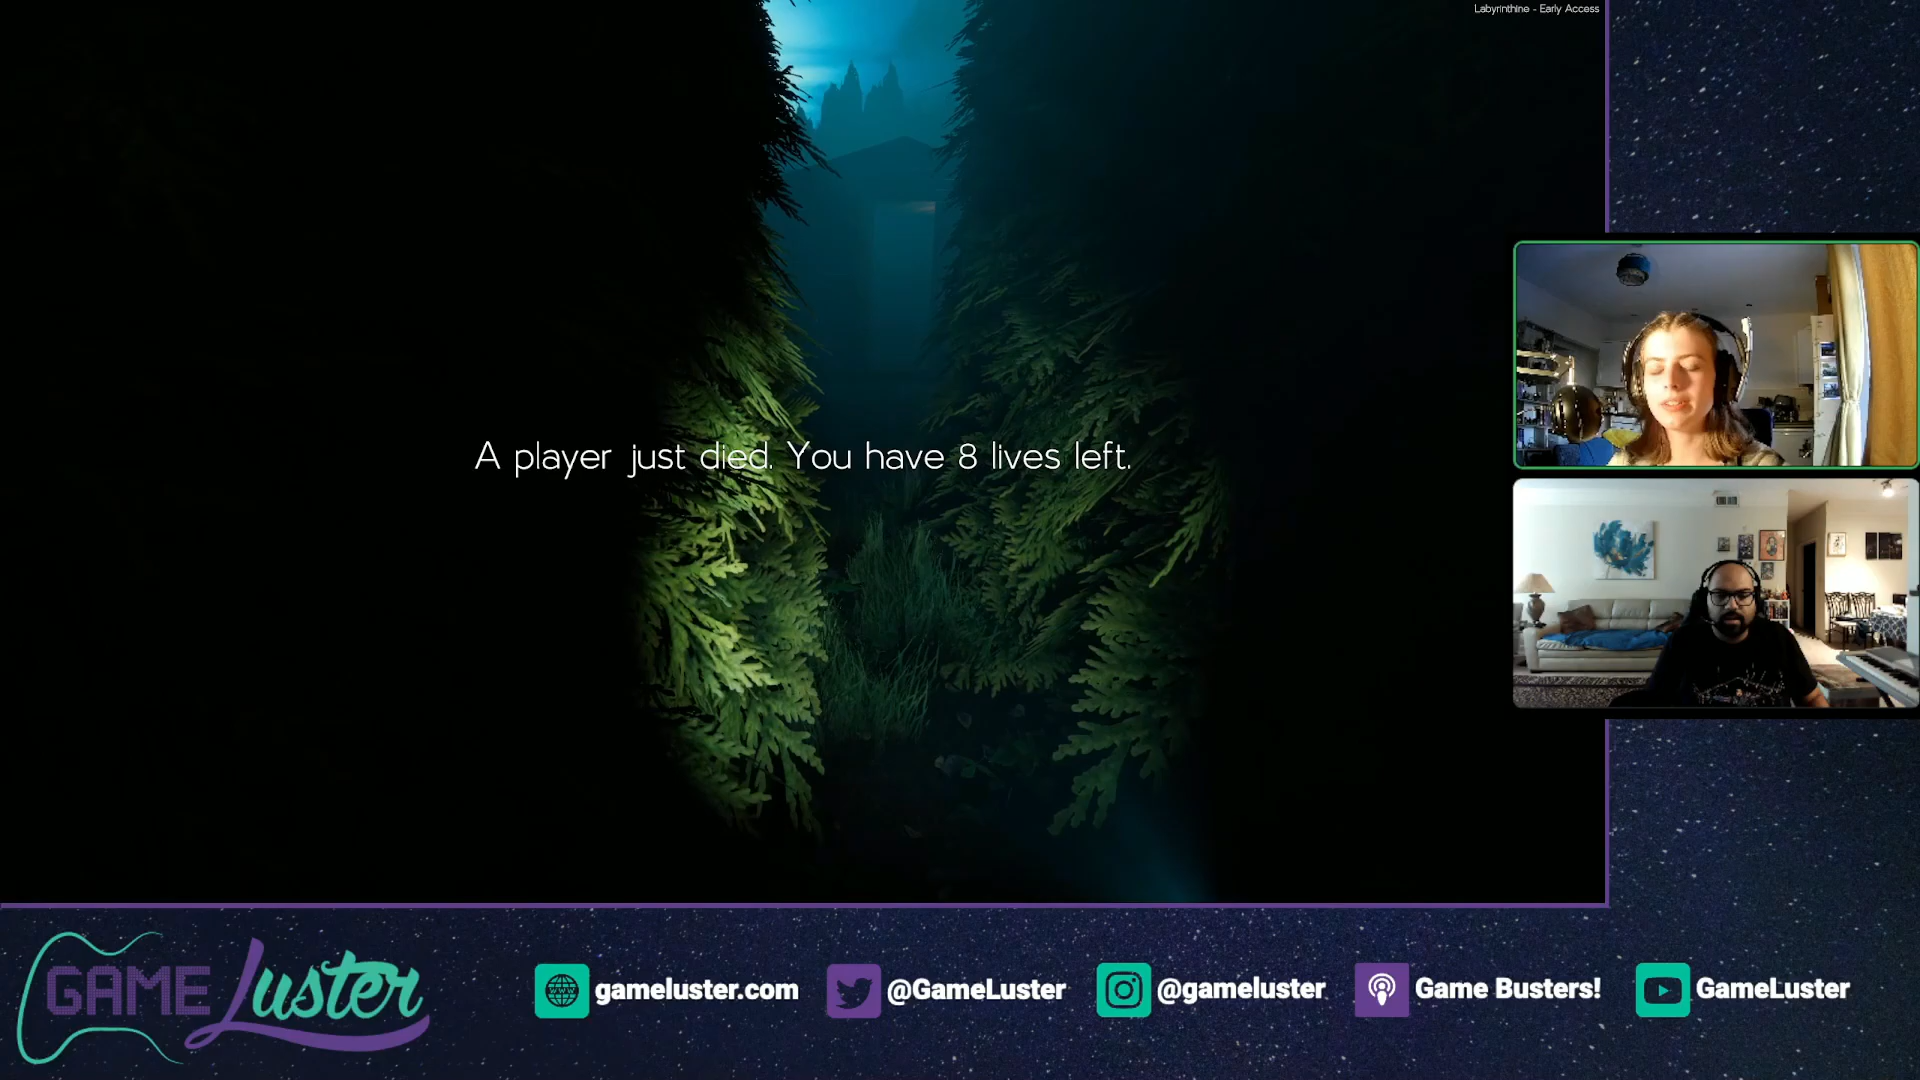 Labyrinthine - Early Access
A player just died. You have 8 lives left.
GAME Luster
gameluster.com
@GameLuster
@gameluster
Game Busters!
GameLuster